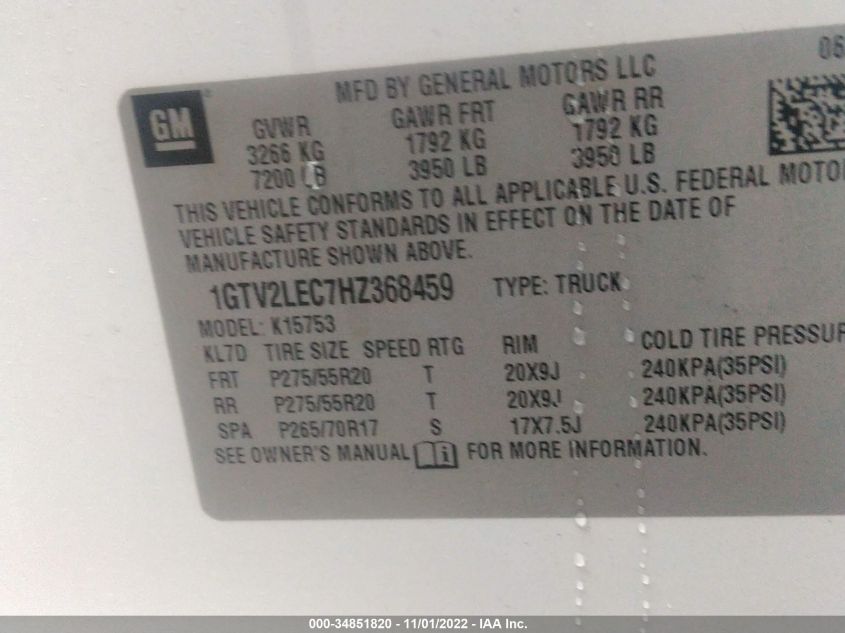 06
MFD BY GENERAL MOTORS LLC
GM
GVWR GAWR FRT GAWR RR
3266 KG 1792 KG 1792 KG
7200 LB 3950 LB 3950 LB
THIS VEHICLE CONFORMS TO ALL APPLICABLE U.S. FEDERAL MOTOR
VEHICLE SAFETY STANDARDS IN EFFECT ON THE DATE OF
MANUFACTURE SHOWN ABOVE.
1GTV2LEC7HZ368459 TYPE: TRUCK
MODEL: K15753
KL7D TIRE SIZE SPEED RTG RIM COLD TIRE PRESSUR
FRT P275/55R20 T 20X9J 240KPA(35PSI)
RR P275/55R20 T 20X9J 240KPA(35PSI)
SPA P265/70R17 S 17X7.5J 240KPA(35PSI)
SEE OWNER'S MANUAL FOR MORE INFORMATION.
000-34851820 - 11/01/2022 - IAA Inc.